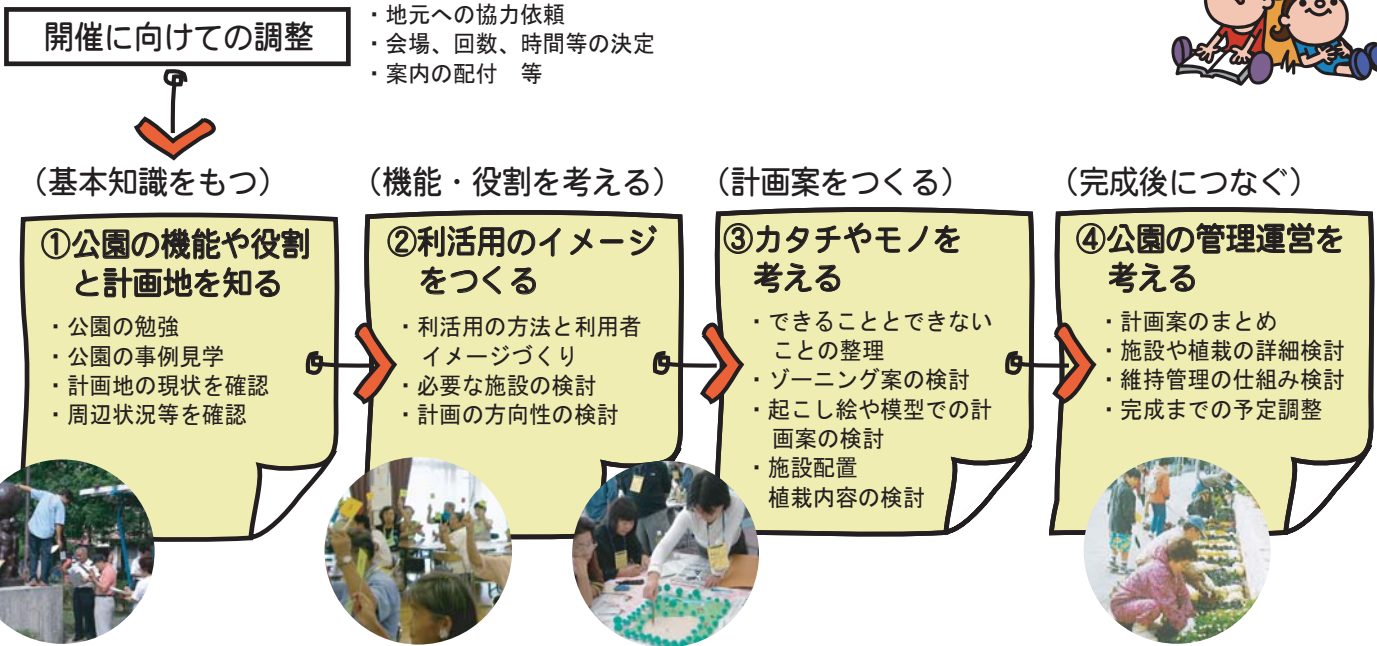 開催に向けての調整
・地元への協力依頼
・会場、回数、時間等の決定
・案内の配付　等
（基本知識をもつ）
①公園の機能や役割
と計画地を知る
・公園の勉強
・公園の事例見学
・計画地の現状を確認
・周辺状況等を確認
（機能・役割を考える）
②利活用のイメージ
をつくる
・利活用の方法と利用者
イメージづくり
・必要な施設の検討
・計画の方向性の検討
（計画案をつくる）
③カタチやモノを
考える
・できることとできない
ことの整理
・ゾーニング案の検討
・起こし絵や模型での計
画案の検討
・施設配置
植栽内容の検討
（完成後につなぐ）
④公園の管理運営を
考える
・計画案のまとめ
・施設や植栽の詳細検討
・維持管理の仕組み検討
・完成までの予定調整